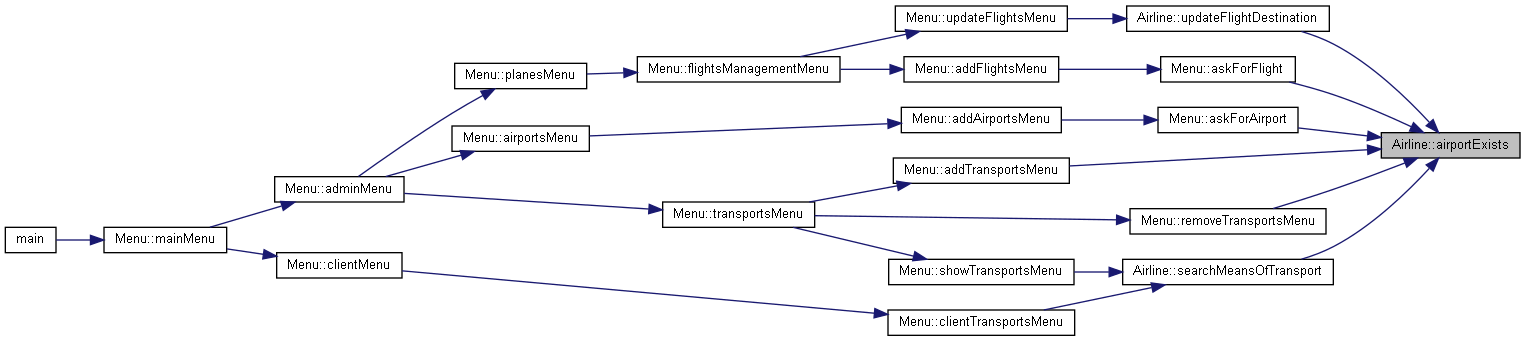 main
Menu::mainMenu
Menu::adminMenu
Menu::clientMenu
Menu::planesMenu
Menu::airportsMenu
Menu::flightsManagementMenu
Menu::transportsMenu
Menu::updateFlightsMenu
Menu::addFlightsMenu
Menu::addAirportsMenu
Menu::addTransportsMenu
Menu::showTransportsMenu
Menu::clientTransportsMenu
Airline::updateFlightDestination
Menu::askForFlight
Menu::askForAirport
Menu::removeTransportsMenu
Airline::searchMeansOfTransport
Airline::airportExists